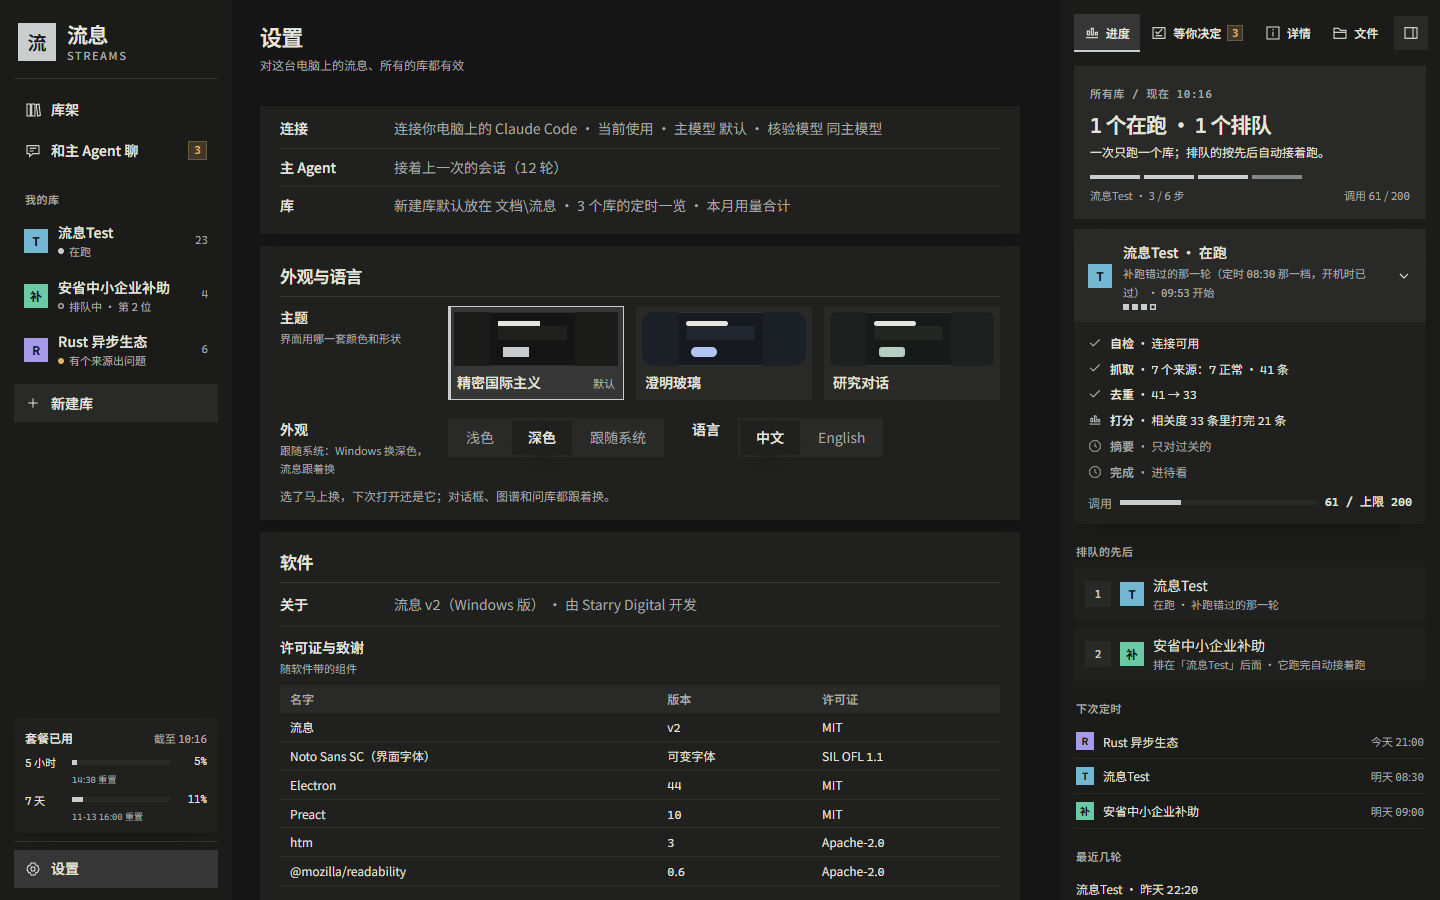 流 流息
STREAMS
库架
和主 Agent 聊 3
我的库
T 流息Test 23
在跑
补 安省中小企业补助 4
排队中 · 第 2 位
R Rust 异步生态 6
有个来源出问题
+ 新建库
套餐已用 截至 10:16
5 小时 5%
14:30 重置
7 天 11%
11-13 16:00 重置
设置
设置
对这台电脑上的流息、所有的库都有效
连接 连接你电脑上的 Claude Code · 当前使用 · 主模型 默认 · 核验模型 同主模型
主 Agent 接着上一次的会话（12 轮）
库 新建库默认放在 文档\流息 · 3 个库的定时一览 · 本月用量合计
外观与语言
主题
界面用哪一套颜色和形状
精密国际主义 默认
澄明玻璃
研究对话
外观
跟随系统：Windows 换深色，
流息跟着换
浅色 深色 跟随系统
语言 中文 English
选了马上换，下次打开还是它；对话框、图谱和问库都跟着换。
软件
关于 流息 v2（Windows 版） · 由 Starry Digital 开发
许可证与致谢
随软件带的组件
名字 版本 许可证
流息 v2 MIT
Noto Sans SC（界面字体） 可变字体 SIL OFL 1.1
Electron 44 MIT
Preact 10 MIT
htm 3 Apache-2.0
@mozilla/readability 0.6 Apache-2.0
进度 等你决定 3 详情 文件
所有库 / 现在 10:16
1 个在跑 · 1 个排队
一次只跑一个库；排队的按先后自动接着跑。
流息Test · 3 / 6 步 调用 61 / 200
T 流息Test · 在跑
补跑错过的那一轮（定时 08:30 那一档，开机时已
过） · 09:53 开始
自检 · 连接可用
抓取 · 7 个来源：7 正常 · 41 条
去重 · 41 → 33
打分 · 相关度 33 条里打完 21 条
摘要 · 只对过关的
完成 · 进待看
调用 61 / 上限 200
排队的先后
1 T 流息Test
在跑 · 补跑错过的那一轮
2 补 安省中小企业补助
排在「流息Test」后面 · 它跑完自动接着跑
下次定时
R Rust 异步生态 今天 21:00
T 流息Test 明天 08:30
补 安省中小企业补助 明天 09:00
最近几轮
流息Test · 昨天 22:20